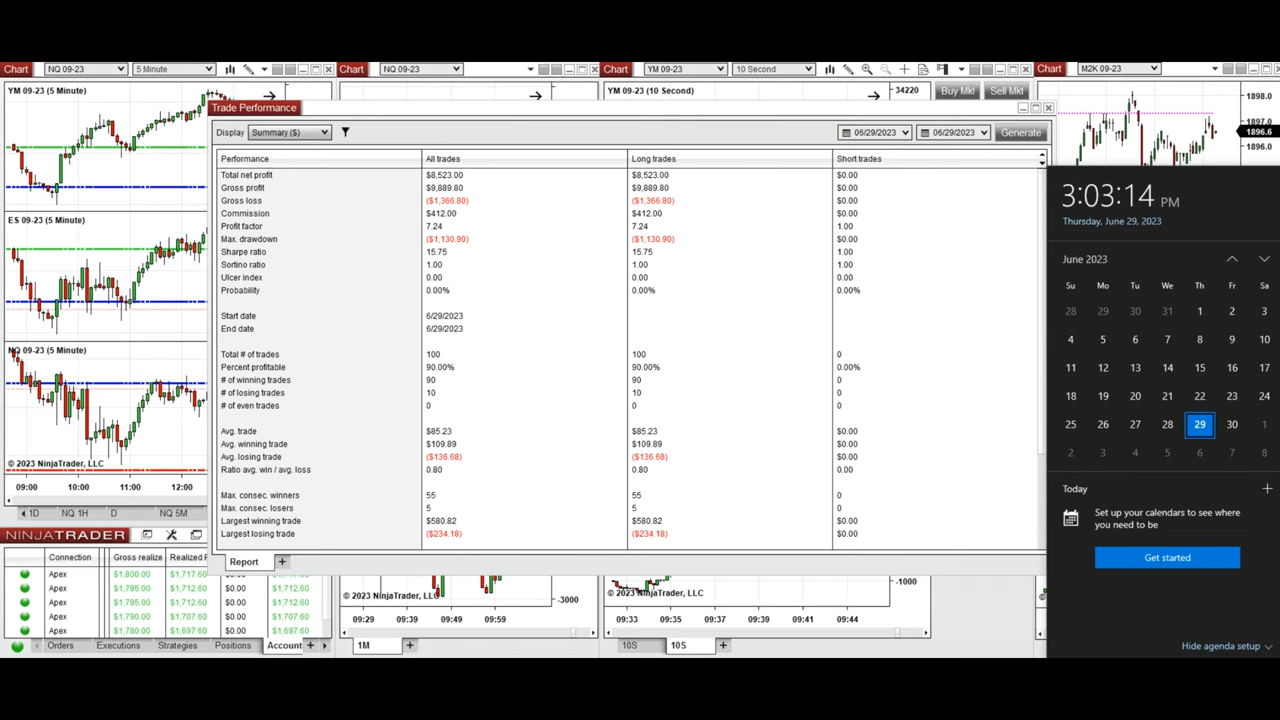 Chart NQ 09-23 5 Minute
Chart NQ 09-23
Chart YM 09-23 10 Second
Chart M2K 09-23
YM 09-23 (5 Minute)
YM 09-23 (10 Second) 34220 Buy Mkt Sell Mkt
1898.0
1897.0
1896.6
1896.0
Trade Performance
Display Summary ($) 06/29/2023 06/29/2023 Generate
Performance All trades Long trades Short trades
Total net profit $8,523.00 $8,523.00 $0.00
Gross profit $9,889.80 $9,889.80 $0.00
Gross loss ($1,366.80) ($1,366.80) $0.00
Commission $412.00 $412.00 $0.00
Profit factor 7.24 7.24 1.00
Max. drawdown ($1,130.90) ($1,130.90) $0.00
Sharpe ratio 15.75 15.75 1.00
Sortino ratio 1.00 1.00 1.00
Ulcer index 0.00 0.00 0.00
Probability 0.00% 0.00% 0.00%
Start date 6/29/2023
End date 6/29/2023
Total # of trades 100 100 0
Percent profitable 90.00% 90.00% 0.00%
# of winning trades 90 90 0
# of losing trades 10 10 0
# of even trades 0 0 0
Avg. trade $85.23 $85.23 $0.00
Avg. winning trade $109.89 $109.89 $0.00
Avg. losing trade ($136.68) ($136.68) $0.00
Ratio avg. win / avg. loss 0.80 0.80 0.00
Max. consec. winners 55 55 0
Max. consec. losers 5 5 0
Largest winning trade $580.82 $580.82 $0.00
Largest losing trade ($234.18) ($234.18) $0.00
Report +
ES 09-23 (5 Minute)
NQ 09-23 (5 Minute)
© 2023 NinjaTrader, LLC
09:00 10:00 11:00 12:00
1D NQ 1H D NQ 5M
NINJATRADER
Connection Gross realize Realized P
Apex $1,800.00 $1,717.60 $0.00 $1,717.60
Apex $1,795.00 $1,712.60 $0.00 $1,712.60
Apex $1,795.00 $1,712.60 $0.00 $1,712.60
Apex $1,790.00 $1,707.60 $0.00 $1,707.60
Apex $1,780.00 $1,697.60 $0.00 $1,697.60
Orders Executions Strategies Positions Account +
© 2023 NinjaTrader, LLC -3000
09:29 09:39 09:49 09:59
1M +
-1000
© 2023 NinjaTrader, LLC
09:33 09:35 09:37 09:39 09:41 09:44
10S 10S +
3:03:14 PM
Thursday, June 29, 2023
June 2023
Su Mo Tu We Th Fr Sa
28 29 30 31 1 2 3
4 5 6 7 8 9 10
11 12 13 14 15 16 17
18 19 20 21 22 23 24
25 26 27 28 29 30 1
2 3 4 5 6 7 8
Today +
Set up your calendars to see where
you need to be
Get started
Hide agenda setup